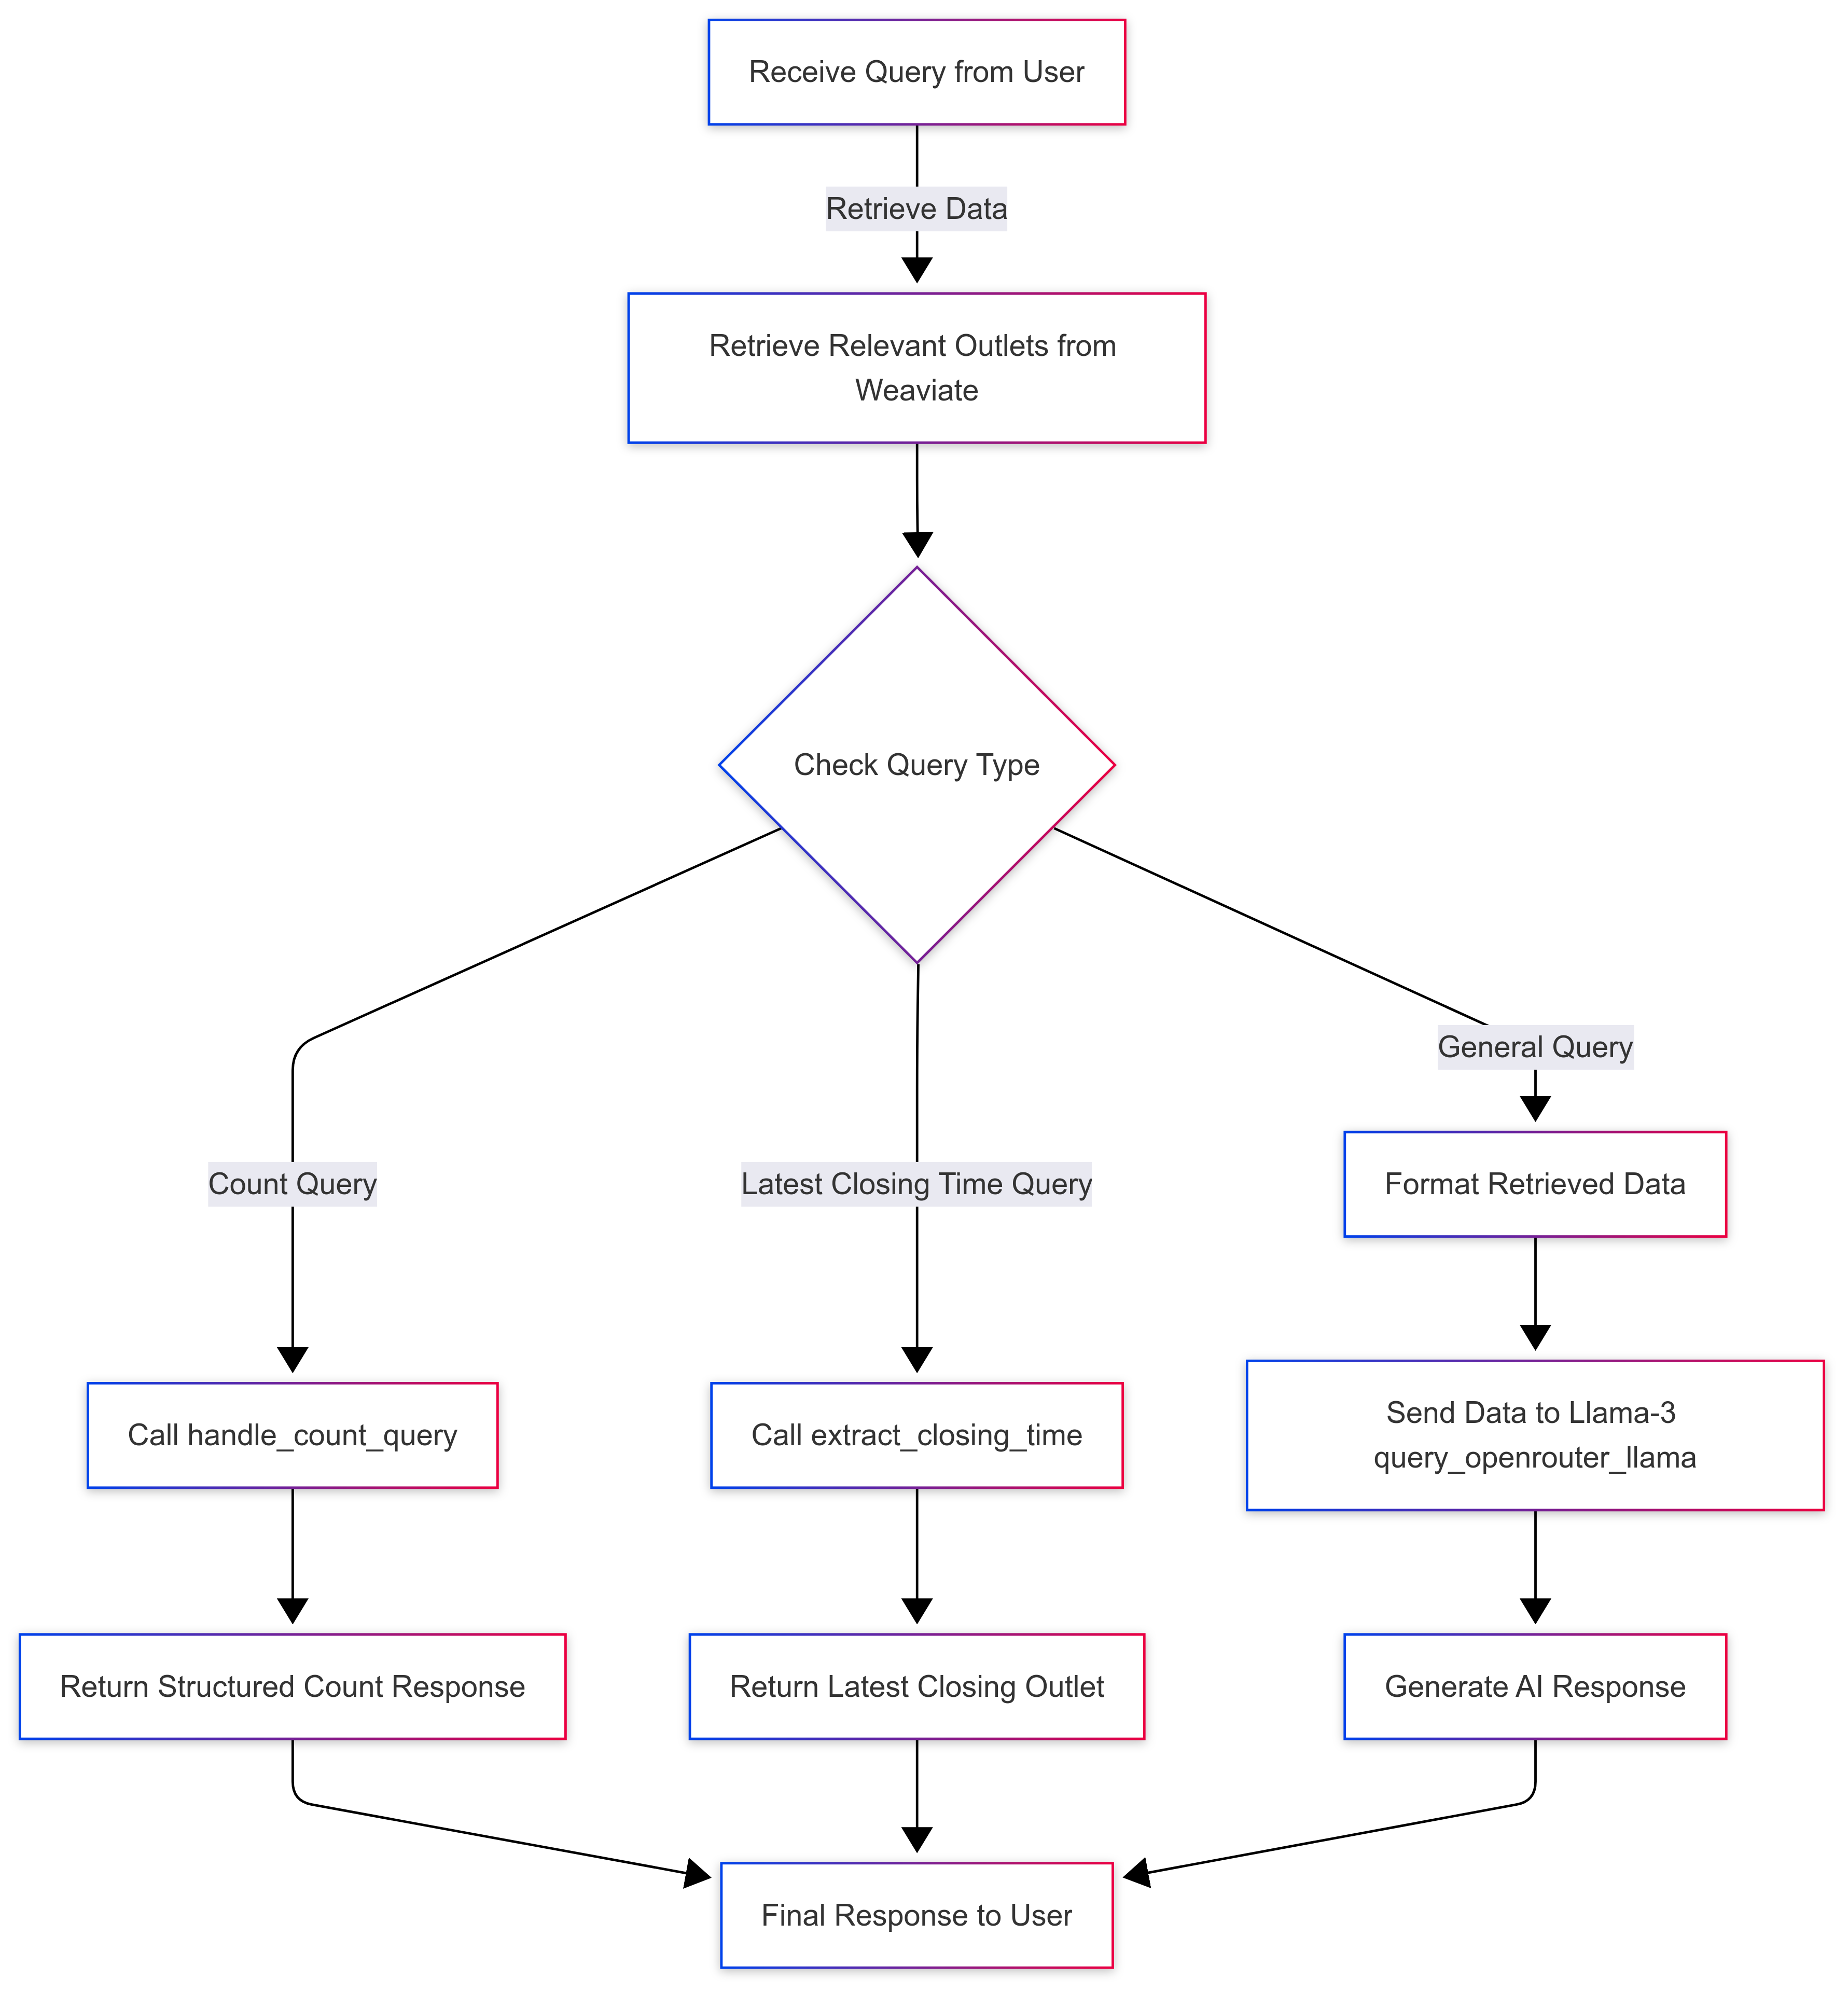 Receive Query from User
Retrieve Data
Retrieve Relevant Outlets from
Weaviate
Check Query Type
General Query
Count Query
Latest Closing Time Query
Format Retrieved Data
Call handle_count_query
Call extract_closing_time
Send Data to Llama-3
query_openrouter_llama
Return Structured Count Response
Return Latest Closing Outlet
Generate AI Response
Final Response to User